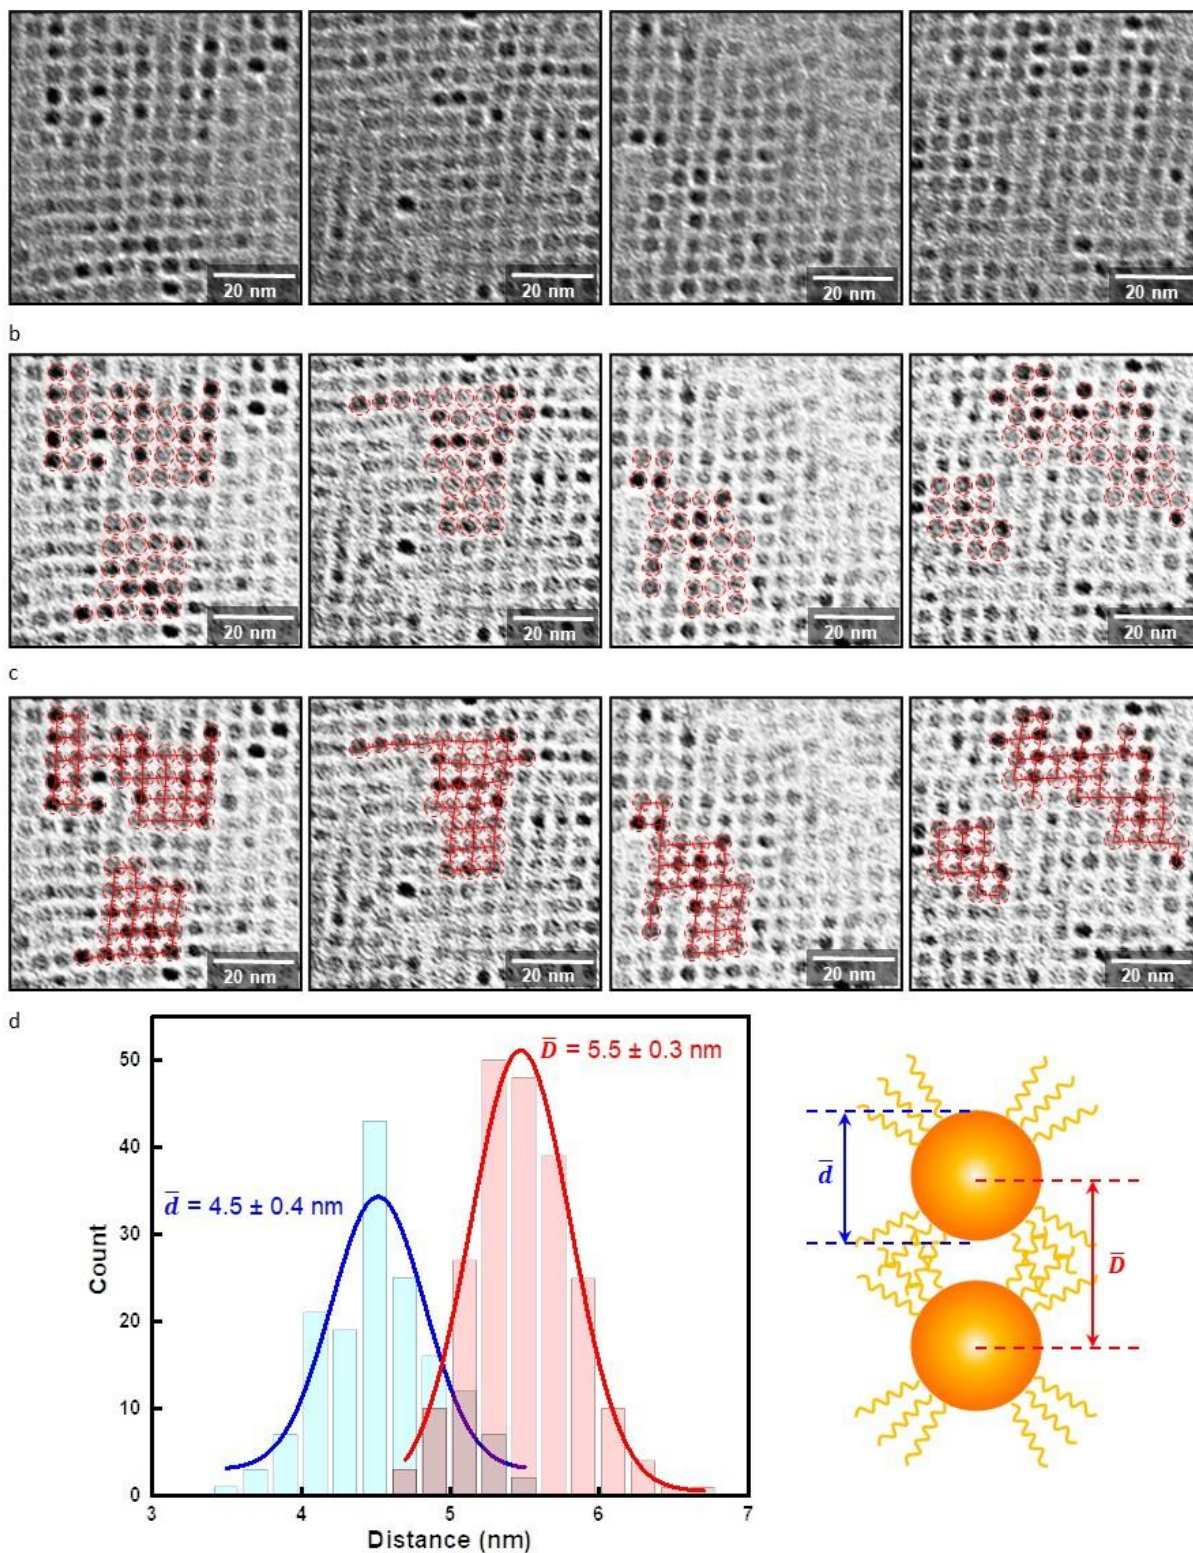 20 nm 20 nm 20 nm 20 nm
b
20 nm 20 nm 20 nm 20 nm
c
20 nm 20 nm 20 nm 20 nm
d
50
40
30
20
10
0
Count
D̅ = 5.5 ± 0.3 nm
d̅ = 4.5 ± 0.4 nm
3 4 5 6 7
Distance (nm)
d̅
D̅